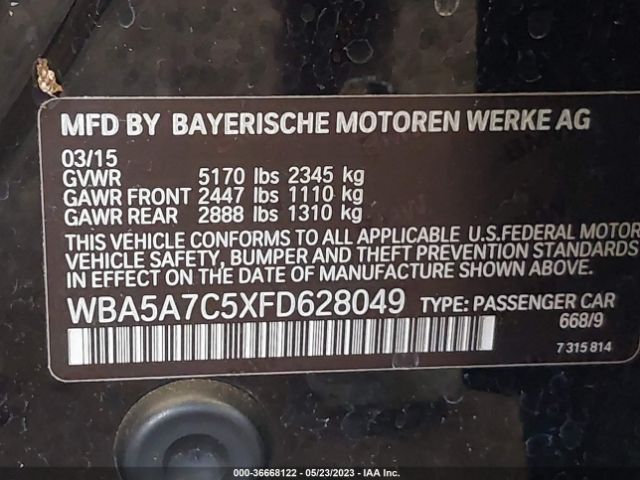 MFD BY BAYERISCHE MOTOREN WERKE AG
03/15
GVWR 5170 lbs 2345 kg
GAWR FRONT 2447 lbs 1110 kg
GAWR REAR 2888 lbs 1310 kg
THIS VEHICLE CONFORMS TO ALL APPLICABLE U.S.FEDERAL MOTOR
VEHICLE SAFETY, BUMPER AND THEFT PREVENTION STANDARDS
IN EFFECT ON THE DATE OF MANUFACTURE SHOWN ABOVE.
WBA5A7C5XFD628049 TYPE: PASSENGER CAR
668/9
7 315 814
000-36668122 - 05/23/2023 - IAA Inc.